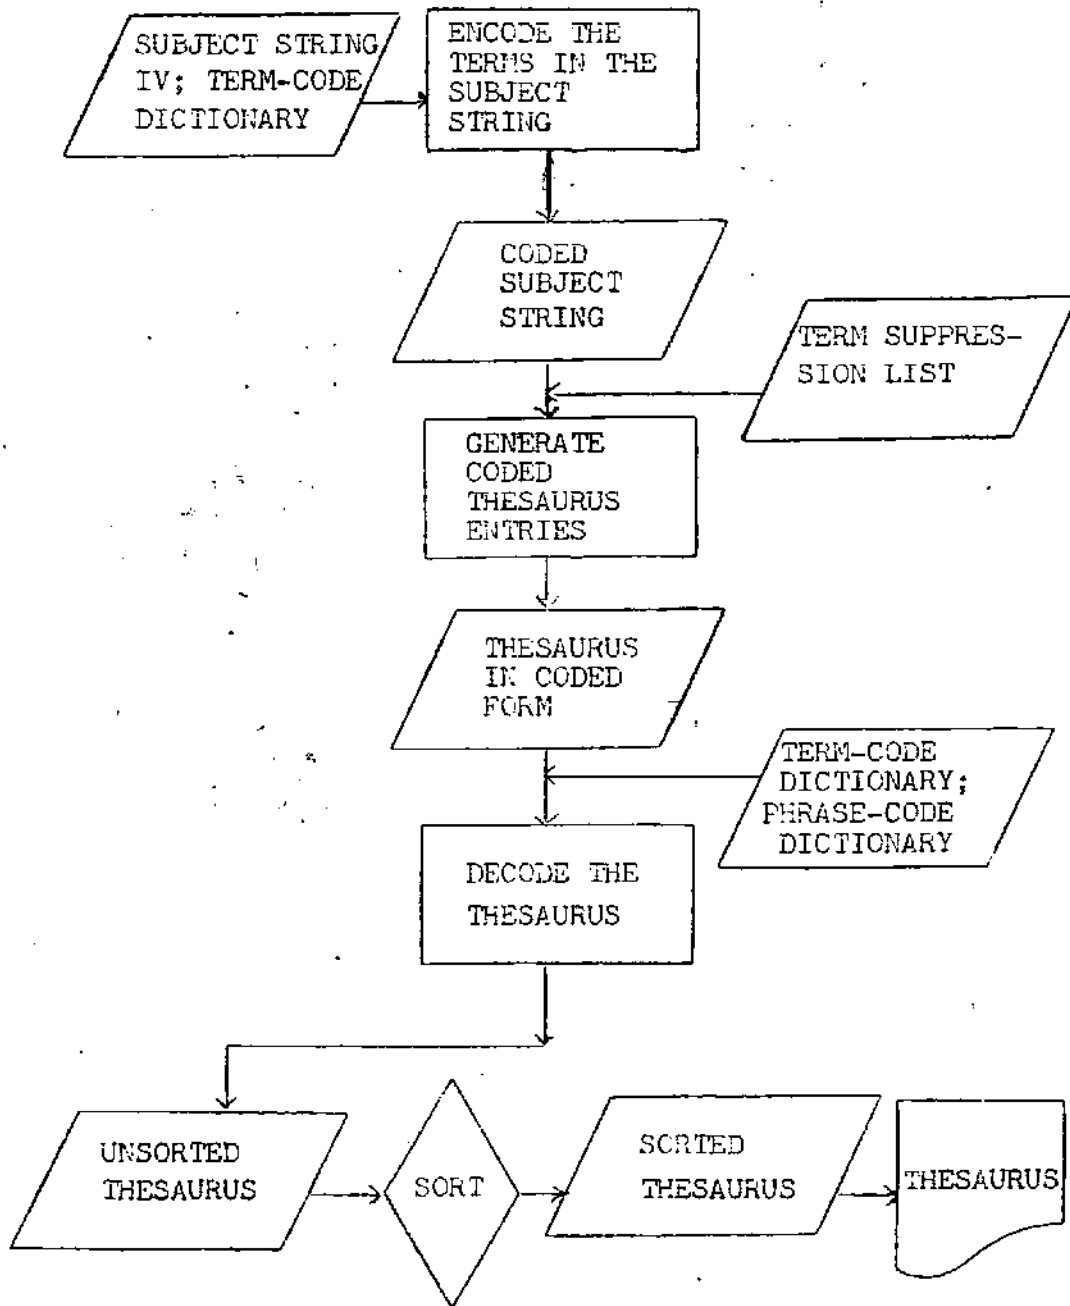 SUBJECT STRING
IV; TERM-CODE
DICTIONARY
ENCODE THE
TERMS IN THE
SUBJECT
STRING
CODED
SUBJECT
STRING
TERM SUPPRES-
SION LIST
GENERATE
CODED
THESAURUS
ENTRIES
THESAURUS
IN CODED
FORM
TERM-CODE
DICTIONARY;
PHRASE-CODE
DICTIONARY
DECODE THE
THESAURUS
UNSORTED
THESAURUS
SORT
SORTED
THESAURUS
THESAURUS